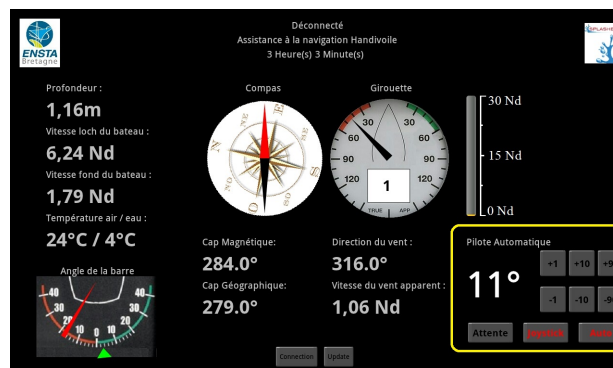 Déconnecté
Assistance à la navigation Handivoile
3 Heure(s) 3 Minute(s)
ENSTA
Bretagne
Profondeur :
1,16m
Vitesse loch du bateau :
6,24 Nd
Vitesse fond du bateau :
1,79 Nd
Température air / eau :
24°C / 4°C
Angle de la barre
40 40
30 30
20 10 0 10 20
Compas
N NE E S O NO
Girouette
30 30
60 60
90 90
120 120
1
TRUE APP
30 Nd
15 Nd
0 Nd
Cap Magnétique:
284.0°
Cap Géographique:
279.0°
Direction du vent :
316.0°
Vitesse du vent apparent :
1,06 Nd
Pilote Automatique
11°
+1 +10 +9
-1 -10 -9
Attente
Connection Update